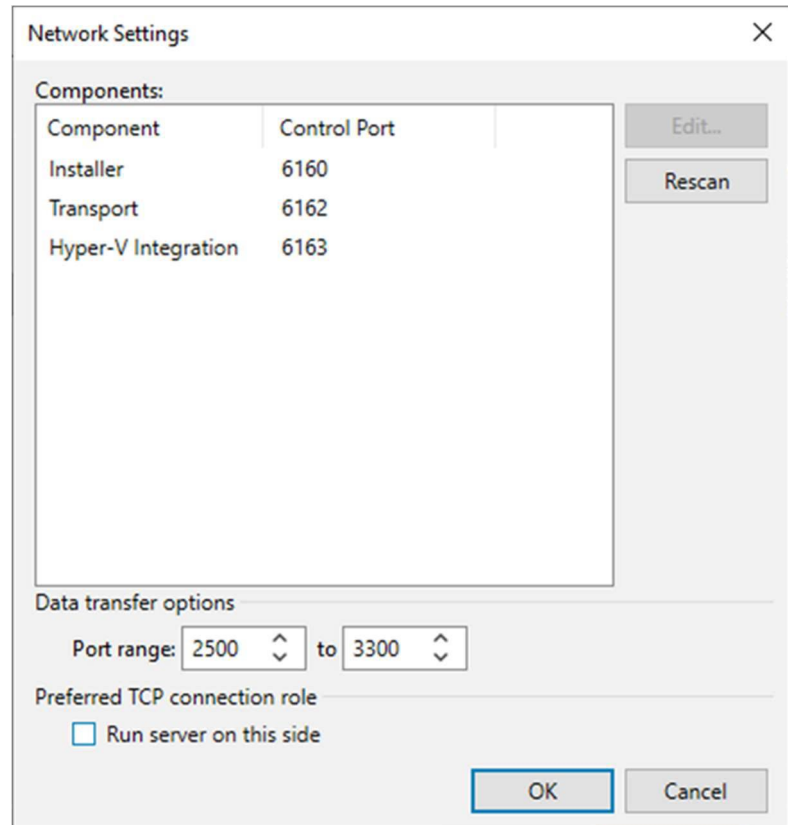 Network Settings
Components:
Component Control Port
Installer 6160
Transport 6162
Hyper-V Integration 6163
Edit...
Rescan
Data transfer options
Port range: 2500 to 3300
Preferred TCP connection role
Run server on this side
OK Cancel